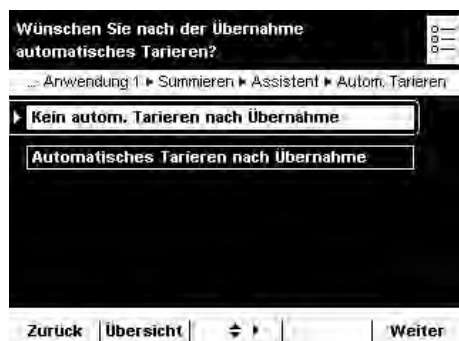 Wünschen Sie nach der Übernahme
automatisches Tarieren?
... Anwendung 1 ▸ Summieren ▸ Assistent ▸ Autom. Tarieren
Kein autom. Tarieren nach Übernahme
Automatisches Tarieren nach Übernahme
Zurück Übersicht Weiter